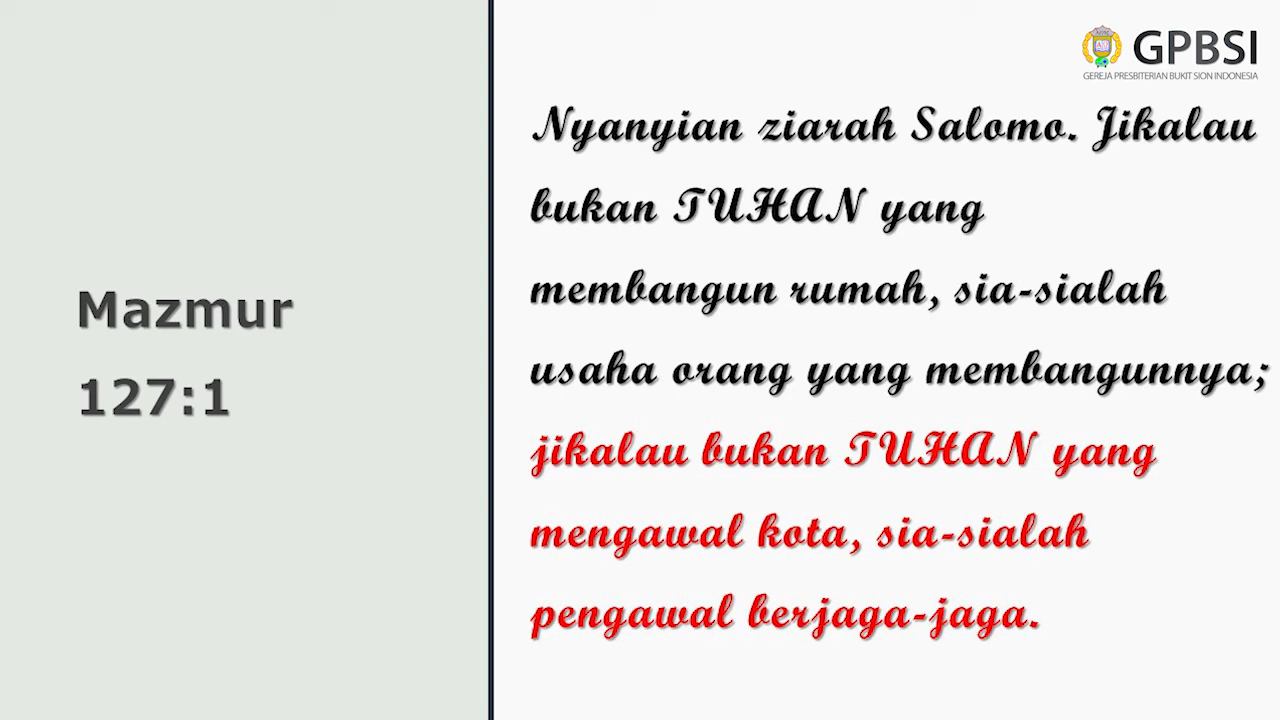 GPBSI
GEREJA PRESBITERIAN BUKIT SION INDONESIA
Mazmur
127:1
Nyanyian ziarah Salomo. Jikalau
bukan TUHAN yang
membangun rumah, sia-sialah
usaha orang yang membangunnya;
jikalau bukan TUHAN yang
mengawal kota, sia-sialah
pengawal berjaga-jaga.